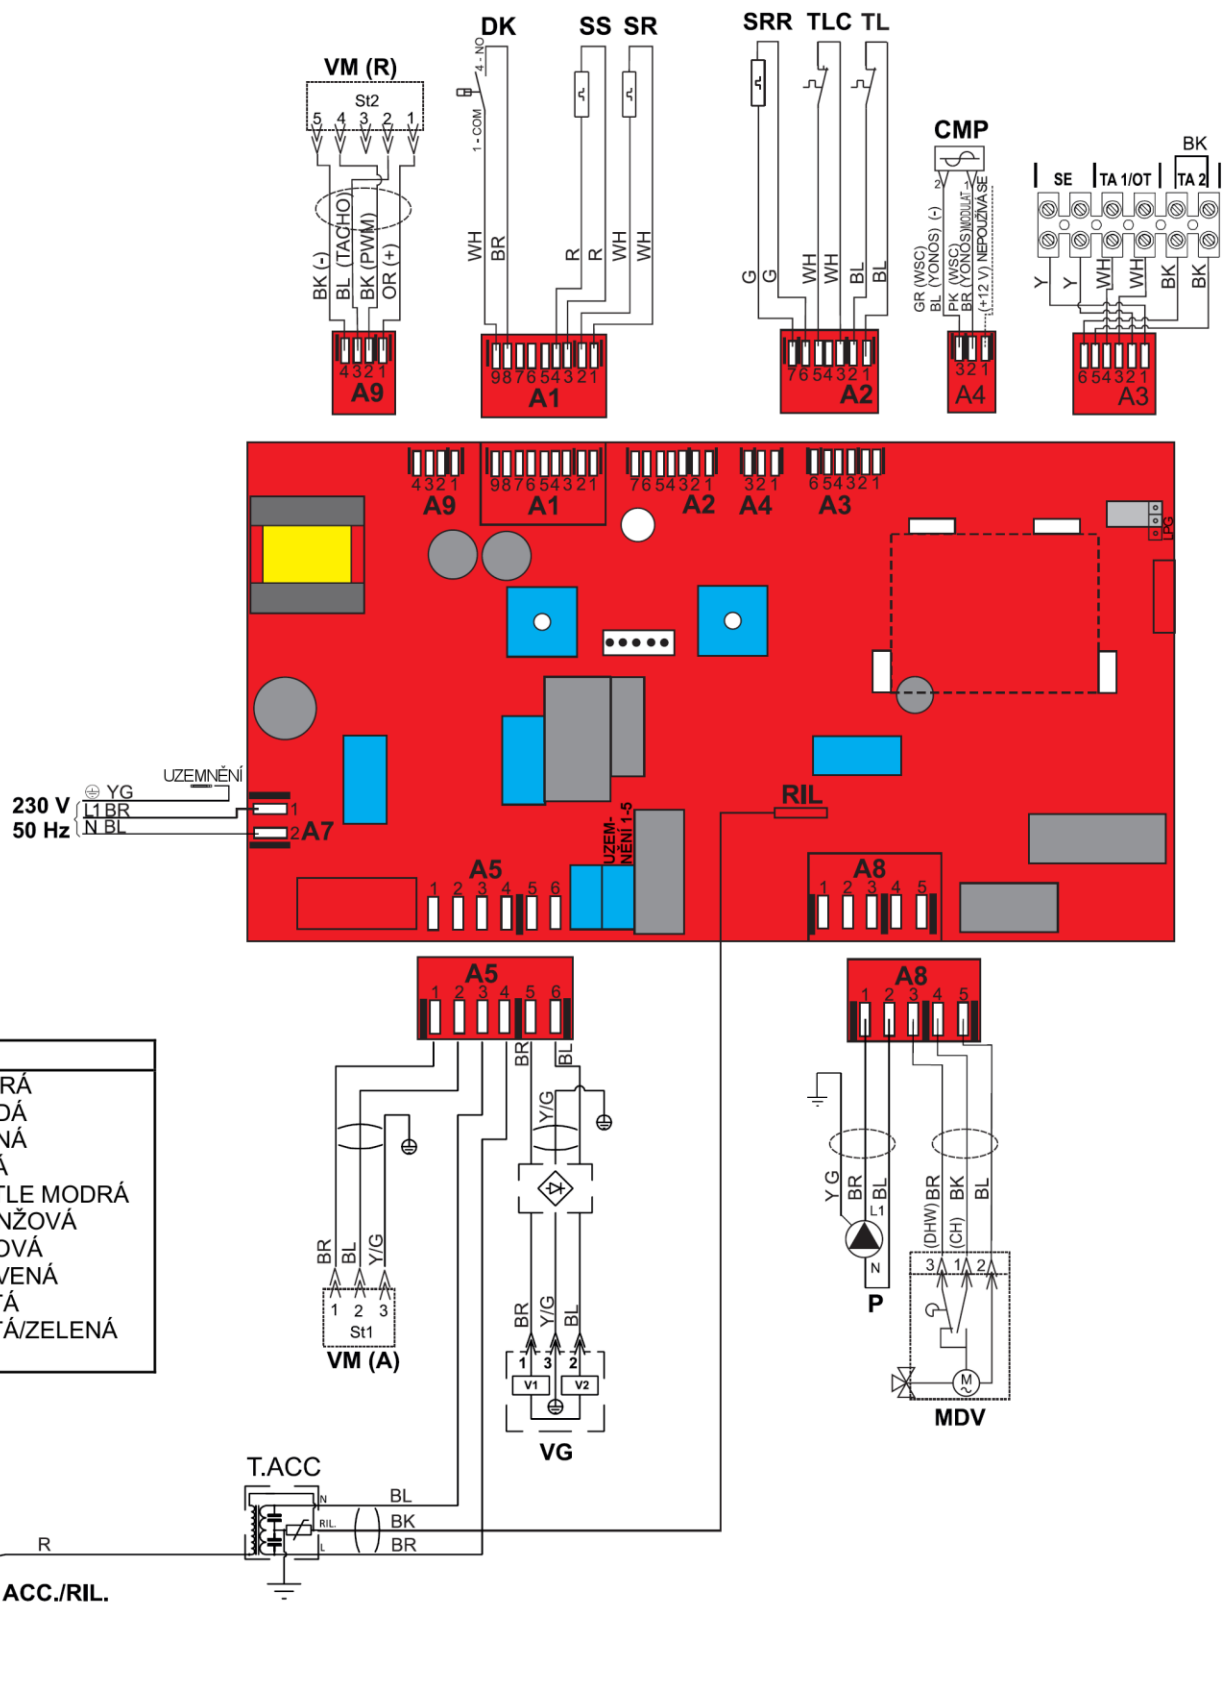 DK SS SR
SRR TLC TL
VM (R)
St2
5 4 3 2 1
4 - NO
1 - COM
CMP
2 1
BK
SE TA 1/OT TA 2
BK (-)
BL (TACHO)
BK (PWM)
OR (+)
WH
BR
R
R
WH
WH
G
G
WH
WH
BL
BL
GR (WSC)
BL (YONOS) (-)
PK (WSC)
BR (YONOS) MODULAT
(+12 V) NEPOUŽÍVÁ SE
Y
Y
WH
WH
BK
BK
4 3 2 1
A9
9 8 7 6 5 4 3 2 1
A1
7 6 5 4 3 2 1
A2
3 2 1
A4
6 5 4 3 2 1
A3
4 3 2 1
A9
9 8 7 6 5 4 3 2 1
A1
7 6 5 4 3 2 1
A2
3 2 1
A4
6 5 4 3 2 1
A3
LPG
UZEMNĚNÍ
230 V
50 Hz
YG
L1 BR
N BL
1
2
A7
RIL
UZEM-
NĚNÍ 1-5
A5
1 2 3 4 5 6
A8
1 2 3 4 5
A5
1 2 3 4 5 6
A8
1 2 3 4 5
BR
BL
Y/G
RÁ
DÁ
NÁ
Á
TLE MODRÁ
NŽOVÁ
OVÁ
VENÁ
TÁ
TÁ/ZELENÁ
BR
BL
Y/G
1 2 3
St1
VM (A)
BR
Y/G
BL
1 3 2
V1 V2
VG
Y G
BR
BL
L1
N
P
(DHW) BR
(CH) BK
BL
3 1 2
M
~
MDV
T.ACC
N
RIL.
L
BL
BK
BR
R
ACC./RIL.